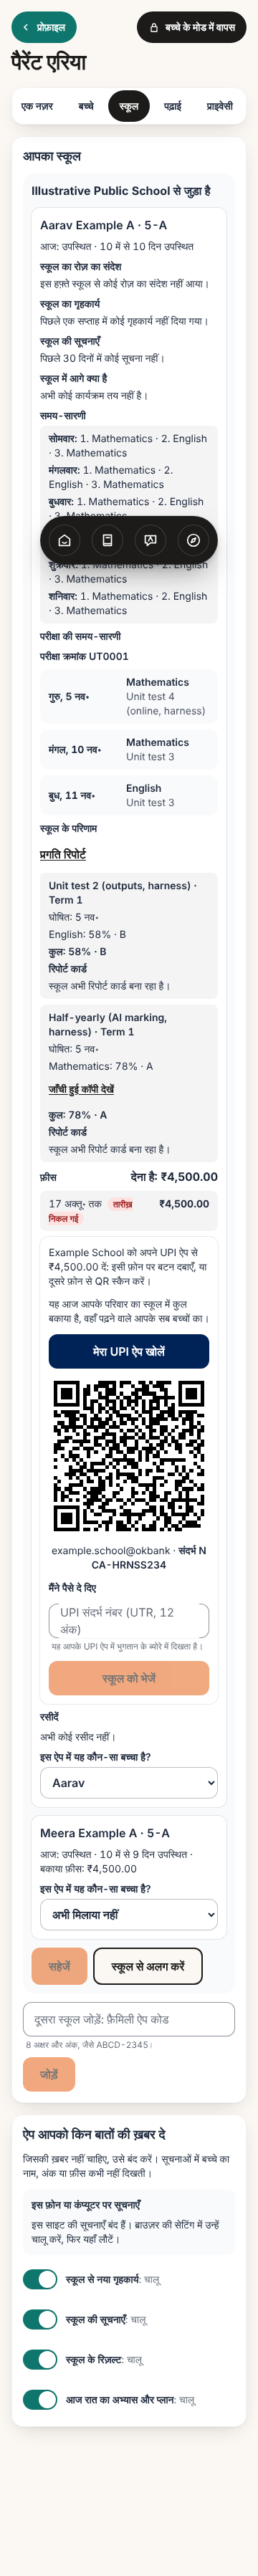 प्रोफ़ाइल
बच्चे के मोड में वापस
पैरेंट एरिया
एक नज़र
बच्चे
स्कूल
पढ़ाई
प्राइवेसी
आपका स्कूल
Illustrative Public School से जुड़ा है
Aarav Example A · 5-A
आज: उपस्थित · 10 में से 10 दिन उपस्थित
स्कूल का रोज़ का संदेश
इस हफ़्ते स्कूल से कोई रोज़ का संदेश नहीं आया।
स्कूल का गृहकार्य
पिछले एक सप्ताह में कोई गृहकार्य नहीं दिया गया।
स्कूल की सूचनाएँ
पिछले 30 दिनों में कोई सूचना नहीं।
स्कूल में आगे क्या है
अभी कोई कार्यक्रम तय नहीं है।
समय-सारणी
सोमवार: 1. Mathematics · 2. English
· 3. Mathematics
मंगलवार: 1. Mathematics · 2.
English · 3. Mathematics
बुधवार: 1. Mathematics · 2. English
· 3. Mathematics
शुक्रवार: 1. Mathematics · 2. English
· 3. Mathematics
शनिवार: 1. Mathematics · 2. English
· 3. Mathematics
परीक्षा की समय-सारणी
परीक्षा क्रमांक UT0001
गुरु, 5 नव॰
Mathematics
Unit test 4
(online, harness)
मंगल, 10 नव॰
Mathematics
Unit test 3
बुध, 11 नव॰
English
Unit test 3
स्कूल के परिणाम
प्रगति रिपोर्ट
Unit test 2 (outputs, harness) ·
Term 1
घोषित: 5 नव॰
English: 58% · B
कुल: 58% · B
रिपोर्ट कार्ड
स्कूल अभी रिपोर्ट कार्ड बना रहा है।
Half-yearly (AI marking,
harness) · Term 1
घोषित: 5 नव॰
Mathematics: 78% · A
जाँची हुई कॉपी देखें
कुल: 78% · A
रिपोर्ट कार्ड
स्कूल अभी रिपोर्ट कार्ड बना रहा है।
फ़ीस
देना है: ₹4,500.00
17 अक्तू॰ तक तारीख़
निकल गई
₹4,500.00
Example School को अपने UPI ऐप से
₹4,500.00 दें: इसी फ़ोन पर बटन दबाएँ, या
दूसरे फ़ोन से QR स्कैन करें।
यह आज आपके परिवार का स्कूल में कुल
बकाया है, वहाँ पढ़ने वाले आपके सब बच्चों का।
मेरा UPI ऐप खोलें
example.school@okbank · संदर्भ N
CA-HRNSS234
मैंने पैसे दे दिए
UPI संदर्भ नंबर (UTR, 12
अंक)
यह आपके UPI ऐप में भुगतान के ब्योरे में दिखता है।
स्कूल को भेजें
रसीदें
अभी कोई रसीद नहीं।
इस ऐप में यह कौन-सा बच्चा है?
Aarav
Meera Example A · 5-A
आज: उपस्थित · 10 में से 9 दिन उपस्थित ·
बकाया फ़ीस: ₹4,500.00
इस ऐप में यह कौन-सा बच्चा है?
अभी मिलाया नहीं
सहेजें
स्कूल से अलग करें
दूसरा स्कूल जोड़ें: फ़ैमिली ऐप कोड
8 अक्षर और अंक, जैसे ABCD-2345।
जोड़ें
ऐप आपको किन बातों की ख़बर दे
जिसकी ख़बर नहीं चाहिए, उसे बंद करें। सूचनाओं में बच्चे का
नाम, अंक या फ़ीस कभी नहीं दिखती।
इस फ़ोन या कंप्यूटर पर सूचनाएँ
इस साइट की सूचनाएँ बंद हैं। ब्राउज़र की सेटिंग में उन्हें
चालू करें, फिर यहाँ लौटें।
स्कूल से नया गृहकार्य: चालू
स्कूल की सूचनाएँ: चालू
स्कूल के रिज़ल्ट: चालू
आज रात का अभ्यास और प्लान: चालू